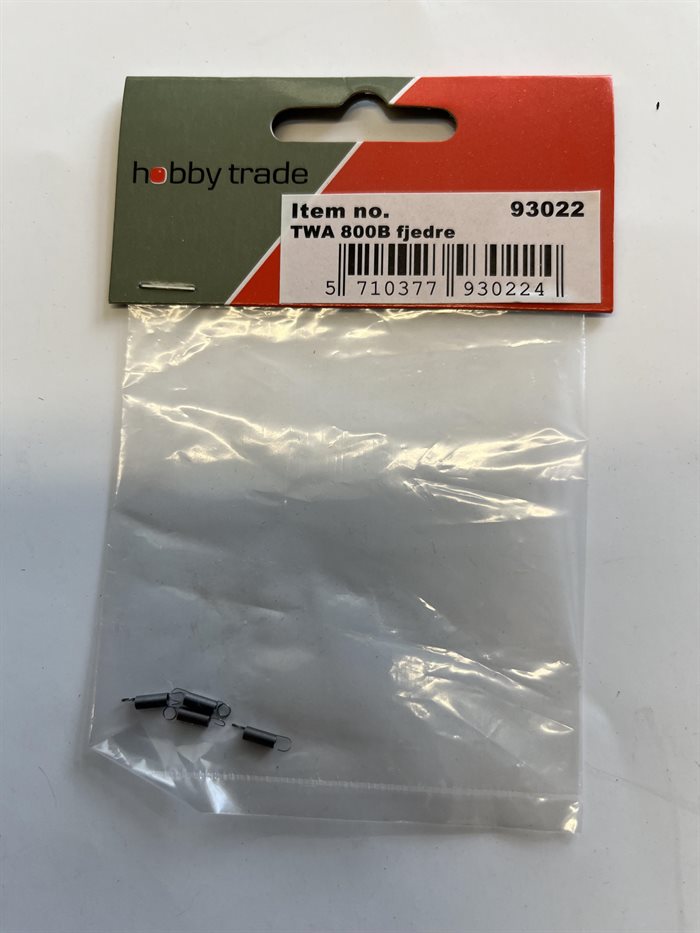 hobby trade
Item no. 93022
TWA 800B fjedre
5 710377 930224